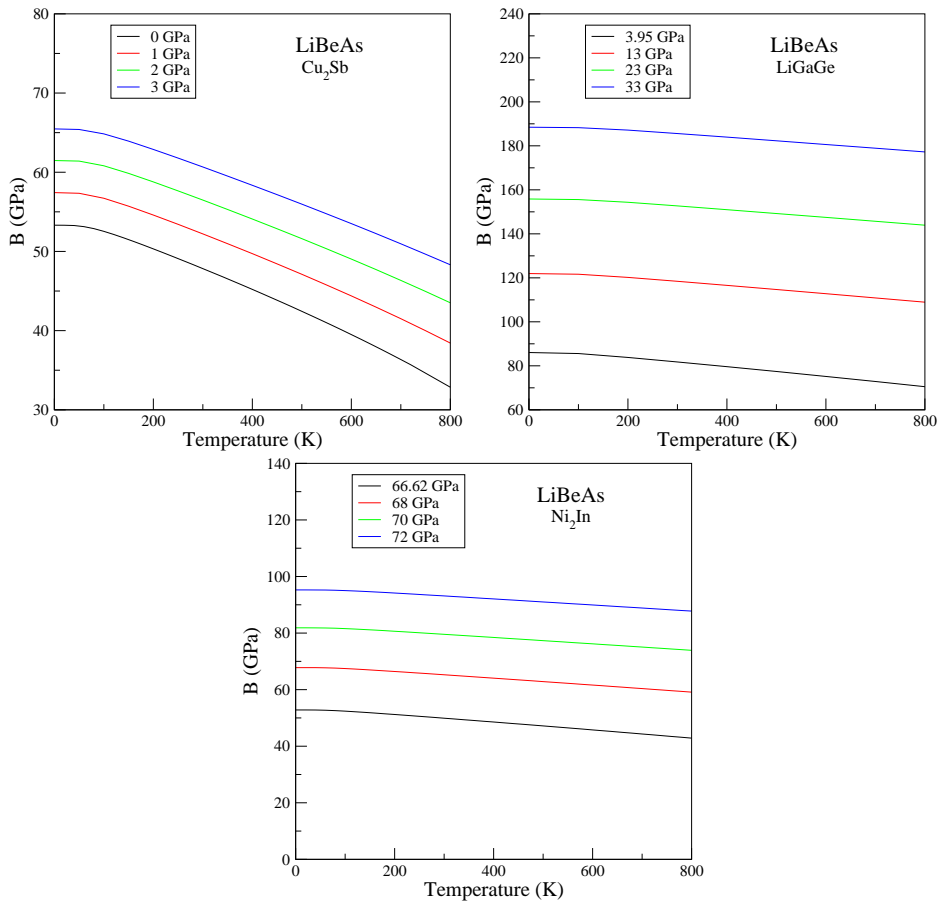 80
70
60
50
40
30
B (GPa)
0 GPa
1 GPa
2 GPa
3 GPa
LiBeAs
Cu₂Sb
0
200
400
600
800
Temperature (K)
240
220
200
180
160
140
120
100
80
60
B (GPa)
3.95 GPa
13 GPa
23 GPa
33 GPa
LiBeAs
LiGaGe
0
200
400
600
800
Temperature (K)
140
120
100
80
60
40
20
0
B (GPa)
66.62 GPa
68 GPa
70 GPa
72 GPa
LiBeAs
Ni₂In
0
200
400
600
800
Temperature (K)